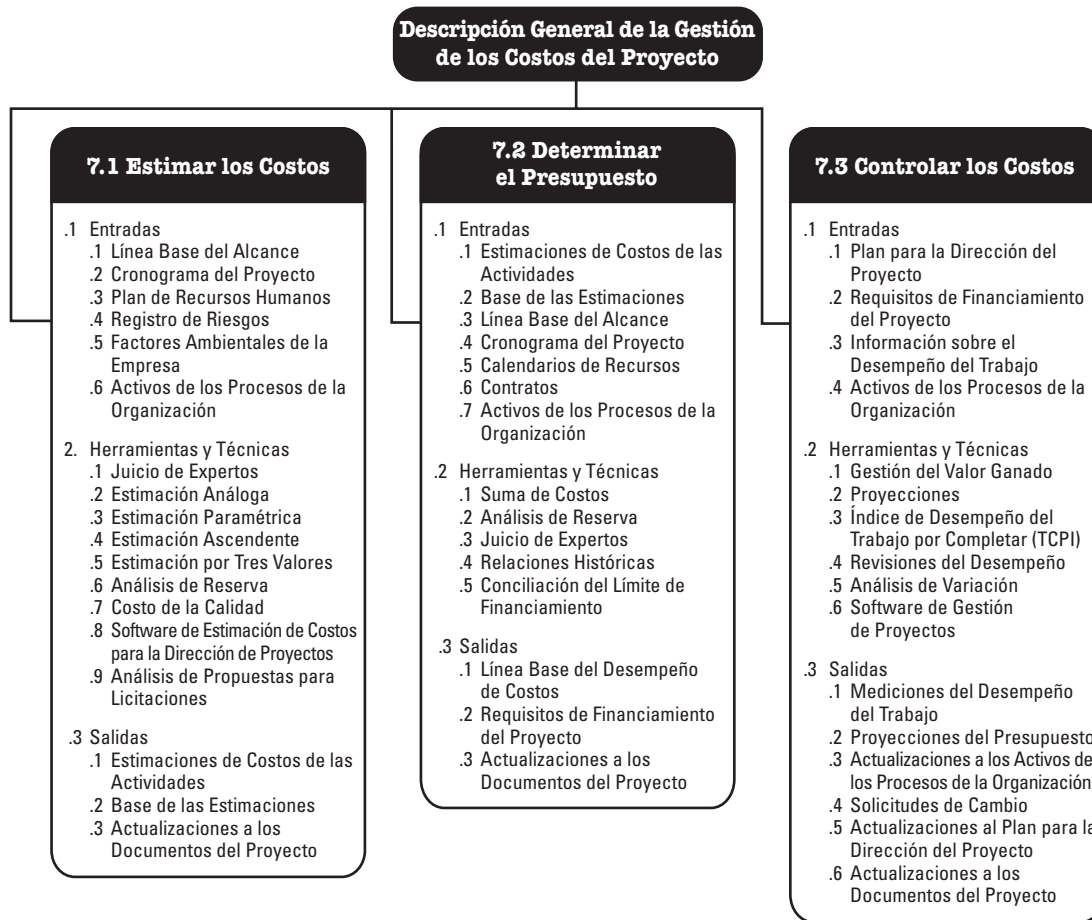 Descripción General de la Gestión
de los Costos del Proyecto
7.1 Estimar los Costos
.1 Entradas
.1 Línea Base del Alcance
.2 Cronograma del Proyecto
.3 Plan de Recursos Humanos
.4 Registro de Riesgos
.5 Factores Ambientales de la
Empresa
.6 Activos de los Procesos de la
Organización
2. Herramientas y Técnicas
.1 Juicio de Expertos
.2 Estimación Análoga
.3 Estimación Paramétrica
.4 Estimación Ascendente
.5 Estimación por Tres Valores
.6 Análisis de Reserva
.7 Costo de la Calidad
.8 Software de Estimación de Costos
para la Dirección de Proyectos
.9 Análisis de Propuestas para
Licitaciones
.3 Salidas
.1 Estimaciones de Costos de las
Actividades
.2 Base de las Estimaciones
.3 Actualizaciones a los
Documentos del Proyecto
7.2 Determinar
el Presupuesto
.1 Entradas
.1 Estimaciones de Costos de las
Actividades
.2 Base de las Estimaciones
.3 Línea Base del Alcance
.4 Cronograma del Proyecto
.5 Calendarios de Recursos
.6 Contratos
.7 Activos de los Procesos de la
Organización
.2 Herramientas y Técnicas
.1 Suma de Costos
.2 Análisis de Reserva
.3 Juicio de Expertos
.4 Relaciones Históricas
.5 Conciliación del Límite de
Financiamiento
.3 Salidas
.1 Línea Base del Desempeño
de Costos
.2 Requisitos de Financiamiento
del Proyecto
.3 Actualizaciones a los
Documentos del Proyecto
7.3 Controlar los Costos
.1 Entradas
.1 Plan para la Dirección del
Proyecto
.2 Requisitos de Financiamiento
del Proyecto
.3 Información sobre el
Desempeño del Trabajo
.4 Activos de los Procesos de la
Organización
.2 Herramientas y Técnicas
.1 Gestión del Valor Ganado
.2 Proyecciones
.3 Índice de Desempeño del
Trabajo por Completar (TCPI)
.4 Revisiones del Desempeño
.5 Análisis de Variación
.6 Software de Gestión
de Proyectos
.3 Salidas
.1 Mediciones del Desempeño
del Trabajo
.2 Proyecciones del Presupuesto
.3 Actualizaciones a los Activos de
los Procesos de la Organización
.4 Solicitudes de Cambio
.5 Actualizaciones al Plan para la
Dirección del Proyecto
.6 Actualizaciones a los
Documentos del Proyecto